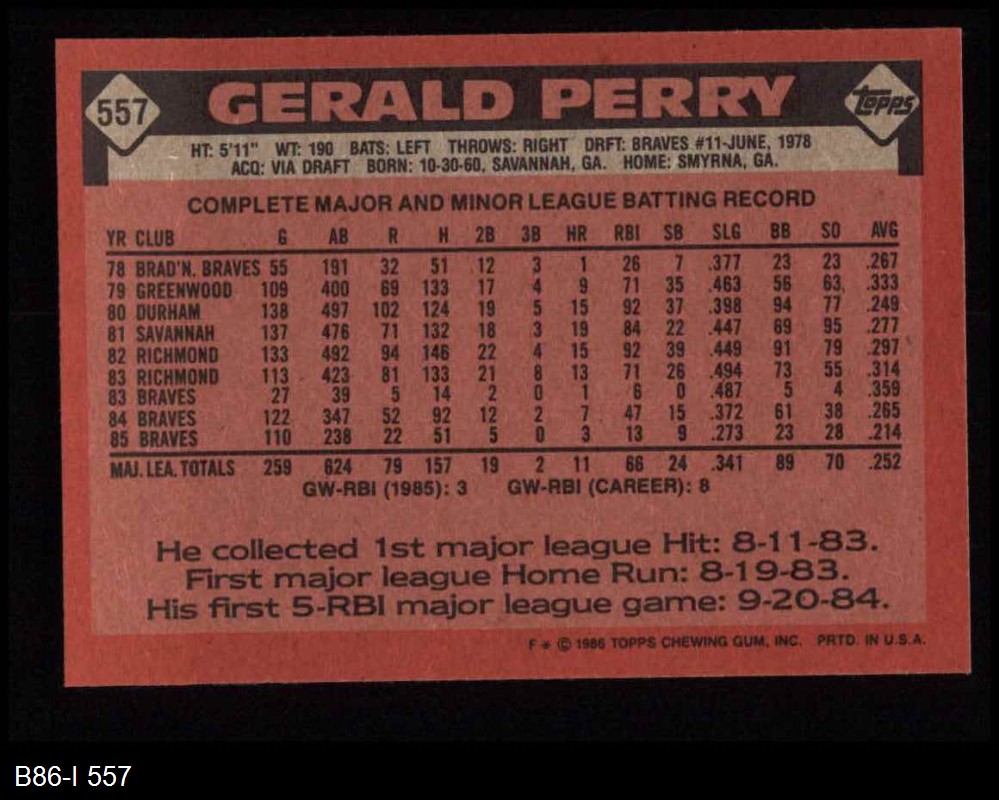 557 GERALD PERRY topps
HT: 5'11" WT: 190 BATS: LEFT THROWS: RIGHT DRFT: BRAVES #11-JUNE, 1978
ACQ: VIA DRAFT BORN: 10-30-60, SAVANNAH, GA. HOME: SMYRNA, GA.
COMPLETE MAJOR AND MINOR LEAGUE BATTING RECORD
YR CLUB G AB R H 2B 3B HR RBI SB SLG BB SO AVG
78 BRAD'N. BRAVES 55 191 32 51 12 3 1 26 7 .377 23 23 .267
79 GREENWOOD 109 400 69 133 17 4 9 71 35 .463 56 63 .333
80 DURHAM 138 497 102 124 19 5 15 92 37 .398 94 77 .249
81 SAVANNAH 137 476 71 132 18 3 19 84 22 .447 69 95 .277
82 RICHMOND 133 492 94 146 22 4 15 92 39 .449 91 79 .297
83 RICHMOND 113 423 81 133 21 8 13 71 26 .494 73 55 .314
83 BRAVES 27 39 5 14 2 0 1 6 0 .487 5 4 .359
84 BRAVES 122 347 52 92 12 2 7 47 15 .372 61 38 .265
85 BRAVES 110 238 22 51 5 0 3 13 9 .273 23 28 .214
MAJ. LEA. TOTALS 259 624 79 157 19 2 11 66 24 .341 89 70 .252
GW-RBI (1985): 3 GW-RBI (CAREER): 8
He collected 1st major league Hit: 8-11-83.
First major league Home Run: 8-19-83.
His first 5-RBI major league game: 9-20-84.
F * © 1986 TOPPS CHEWING GUM, INC. PRTD. IN U.S.A.
B86-I 557